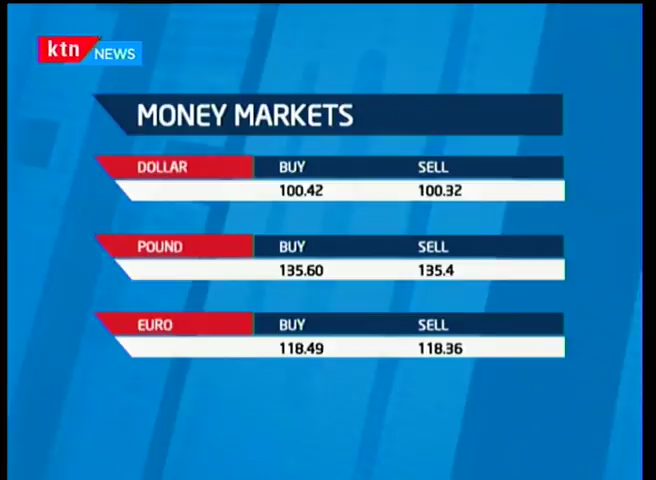 ktn NEWS
MONEY MARKETS
DOLLAR BUY SELL
100.42 100.32
POUND BUY SELL
135.60 135.4
EURO BUY SELL
118.49 118.36